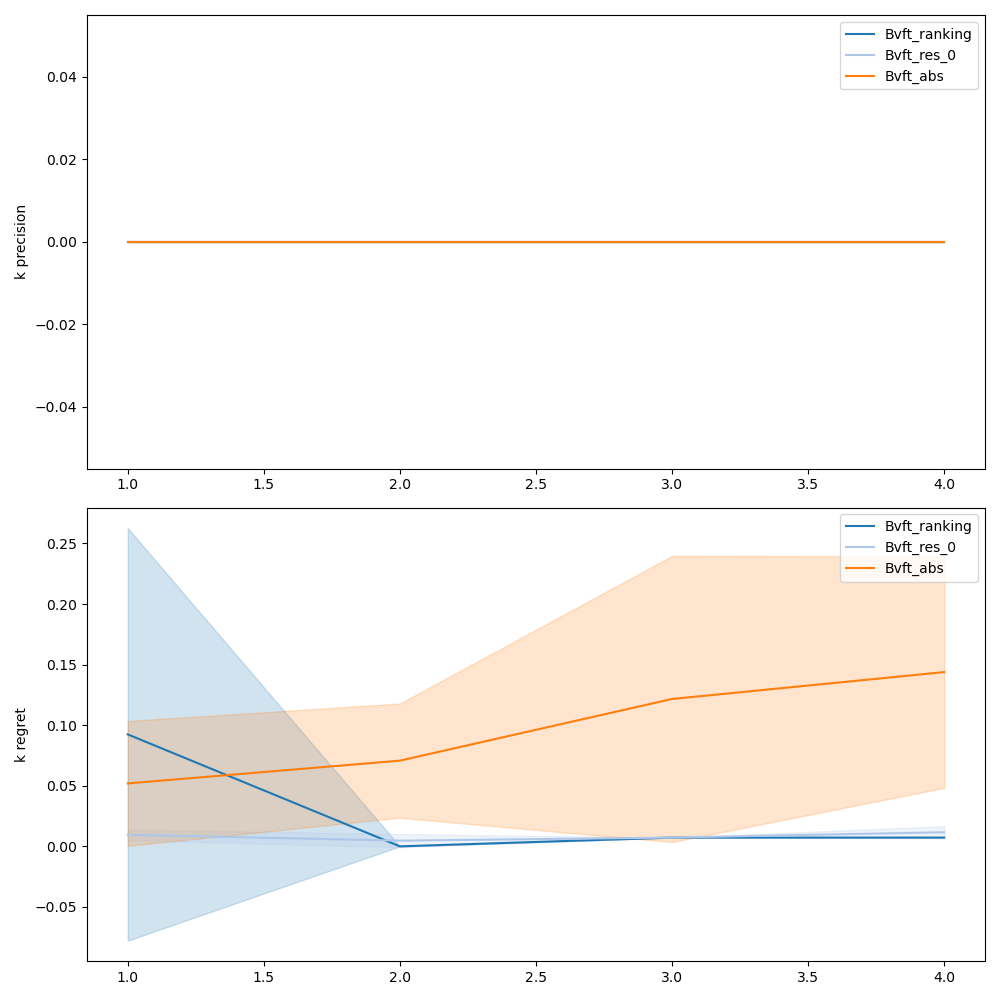 Bvft_ranking
Bvft_res_0
Bvft_abs
k precision
0.04
0.02
0.00
−0.02
−0.04
1.0 1.5 2.0 2.5 3.0 3.5 4.0
Bvft_ranking
Bvft_res_0
Bvft_abs
k regret
0.25
0.20
0.15
0.10
0.05
0.00
−0.05
1.0 1.5 2.0 2.5 3.0 3.5 4.0